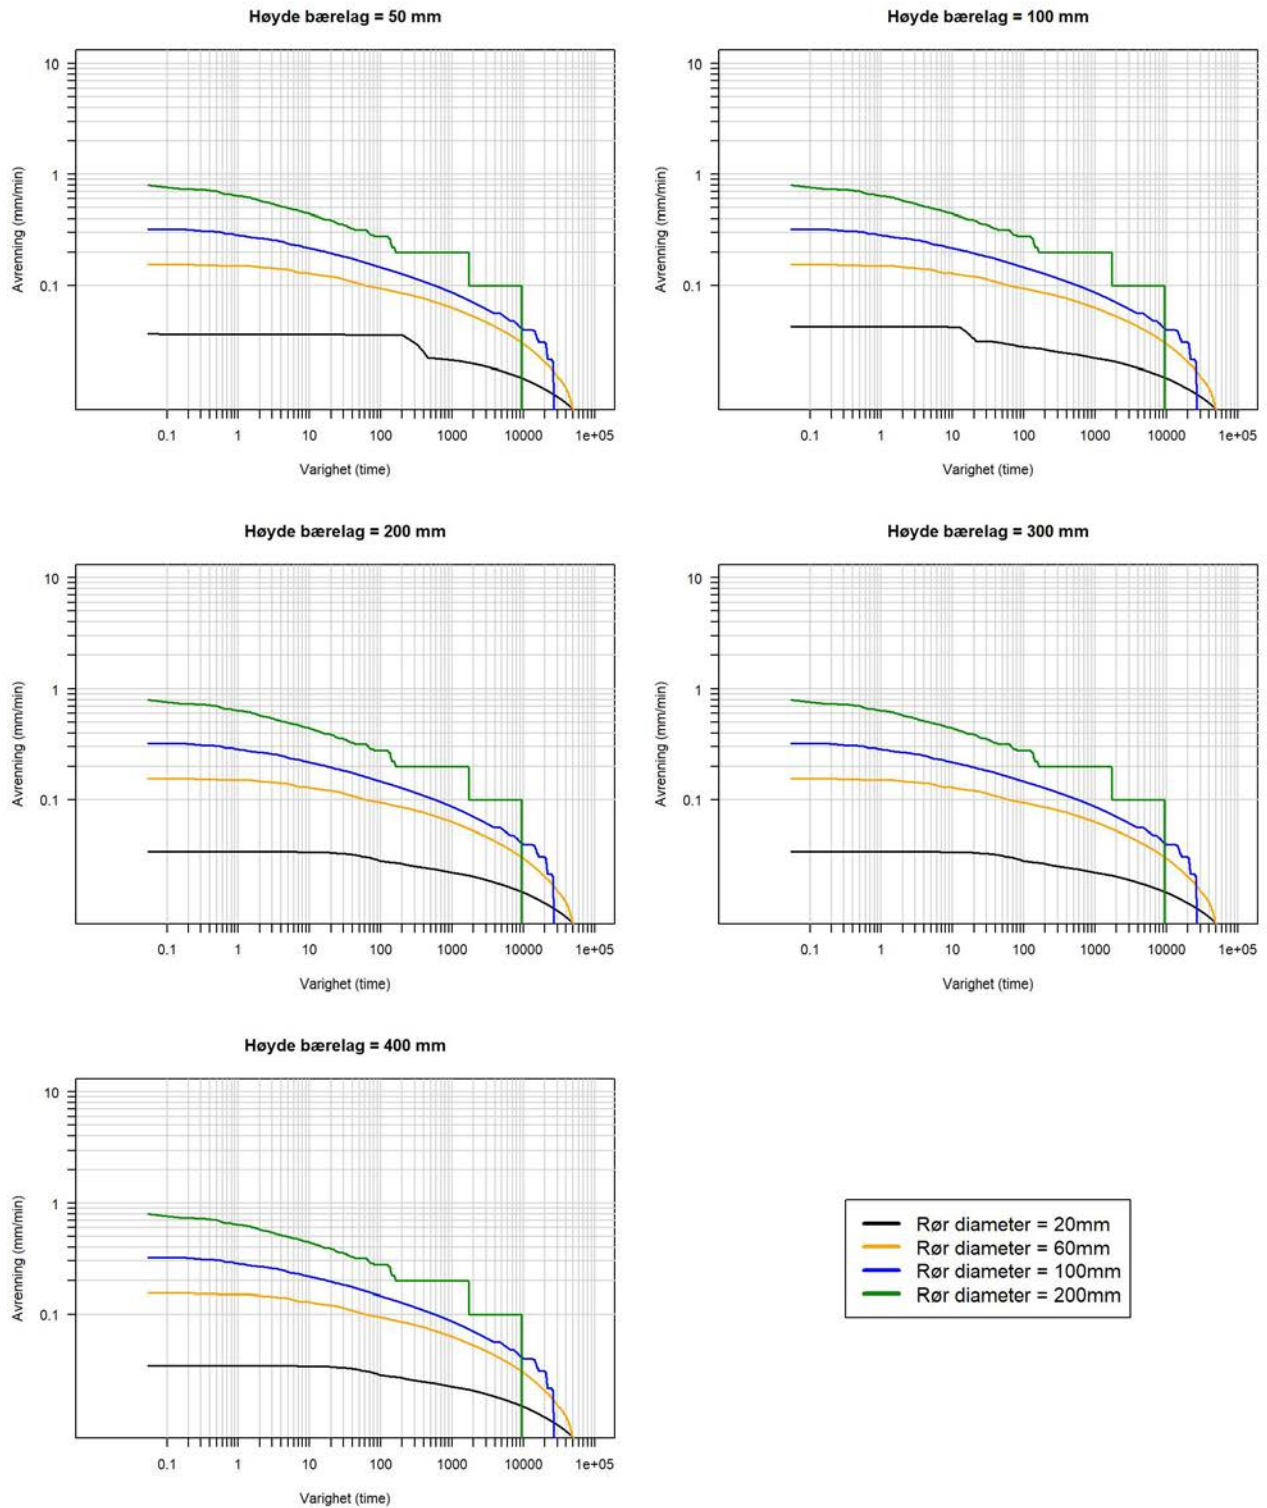 Høyde bærelag = 50 mm
10
1
0.1
Avrenning (mm/min)
0.1 1 10 100 1000 10000 1e+05
Varighet (time)
Høyde bærelag = 100 mm
10
1
0.1
Avrenning (mm/min)
0.1 1 10 100 1000 10000 1e+05
Varighet (time)
Høyde bærelag = 200 mm
10
1
0.1
Avrenning (mm/min)
0.1 1 10 100 1000 10000 1e+05
Varighet (time)
Høyde bærelag = 300 mm
10
1
0.1
Avrenning (mm/min)
0.1 1 10 100 1000 10000 1e+05
Varighet (time)
Høyde bærelag = 400 mm
10
1
0.1
Avrenning (mm/min)
0.1 1 10 100 1000 10000 1e+05
Varighet (time)
Rør diameter = 20mm
Rør diameter = 60mm
Rør diameter = 100mm
Rør diameter = 200mm